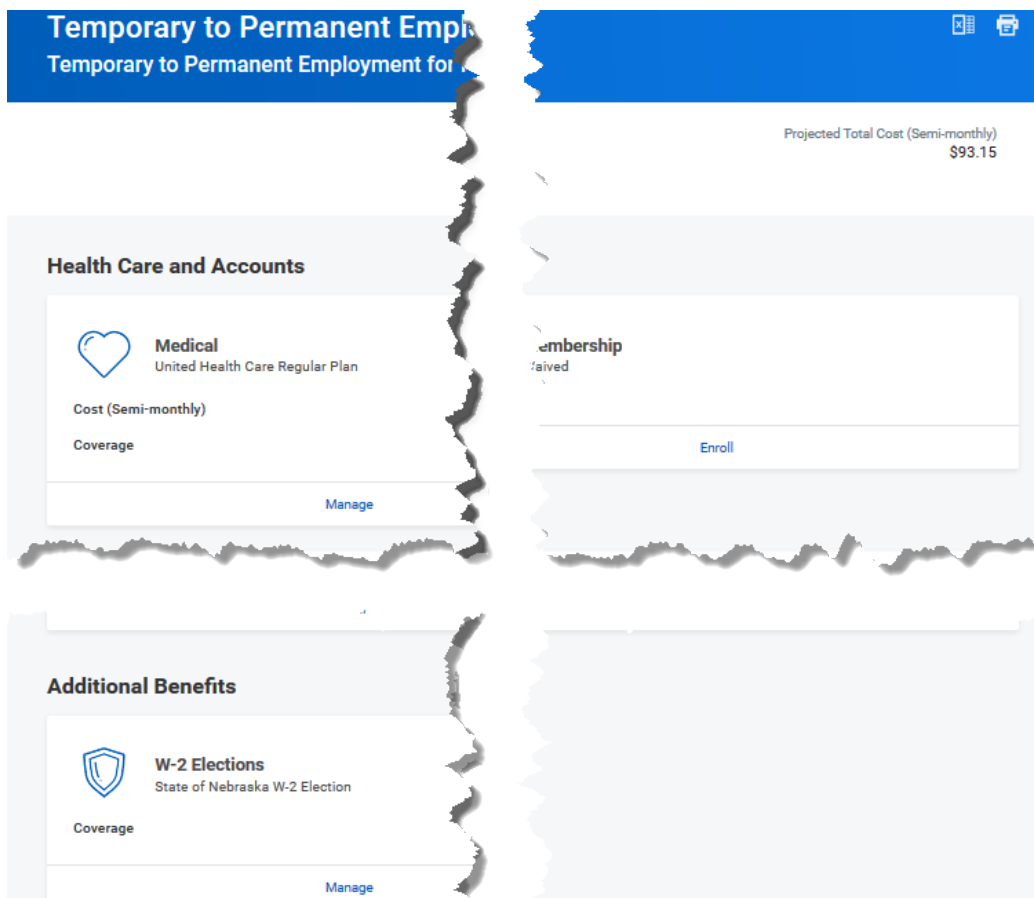 Temporary to Permanent
Temporary to Permanent Employment for
Projected Total Cost (Semi-monthly)
$93.15
Health Care and Accounts
Medical
United Health Care Regular Plan
Cost (Semi-monthly)
Coverage
Manage
embership
aived
Enroll
Additional Benefits
W-2 Elections
State of Nebraska W-2 Election
Coverage
Manage